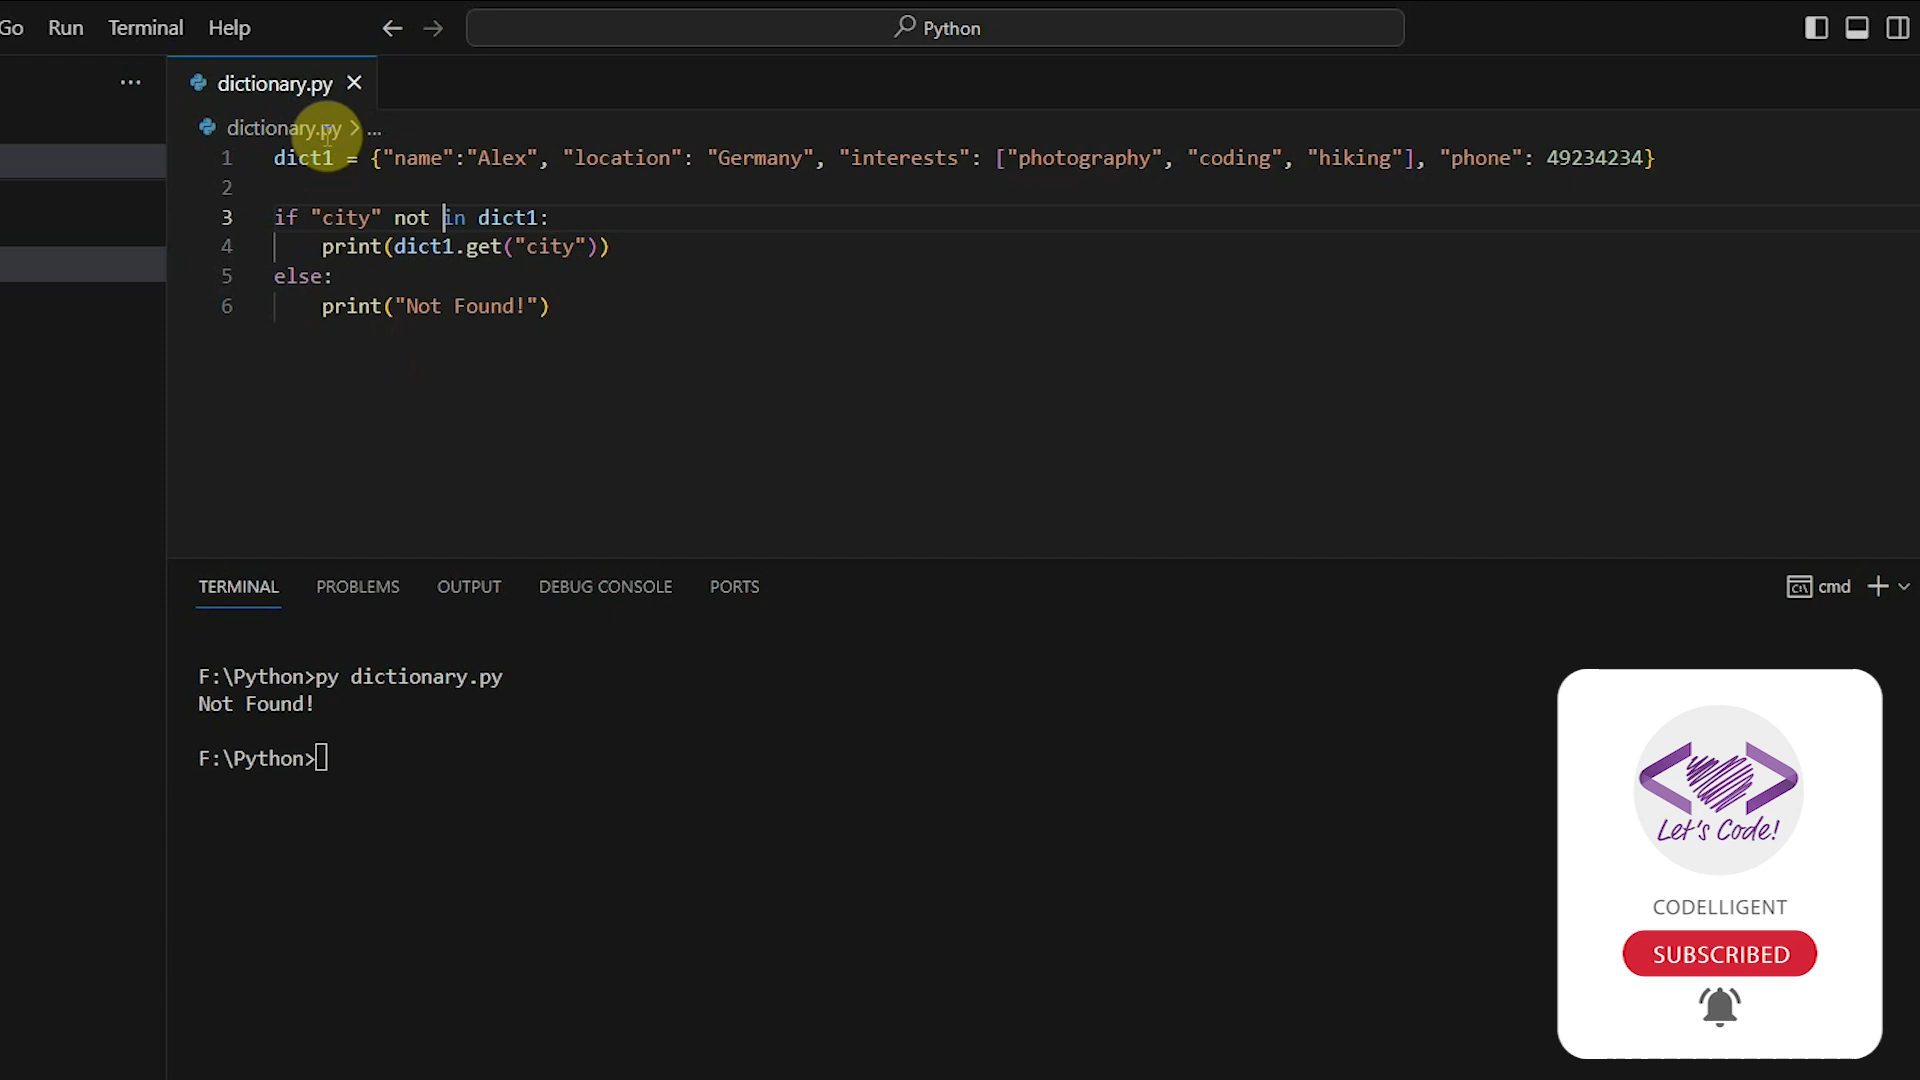 Go Run Terminal Help
Python
dictionary.py
dictionary.py > ...
1 dict1 = {"name":"Alex", "location": "Germany", "interests": ["photography", "coding", "hiking"], "phone": 49234234}
2
3 if "city" not in dict1:
4 print(dict1.get("city"))
5 else:
6 print("Not Found!")
TERMINAL PROBLEMS OUTPUT DEBUG CONSOLE PORTS
cmd
F:\Python>py dictionary.py
Not Found!
F:\Python>
Let's Code!
CODELLIGENT
SUBSCRIBED